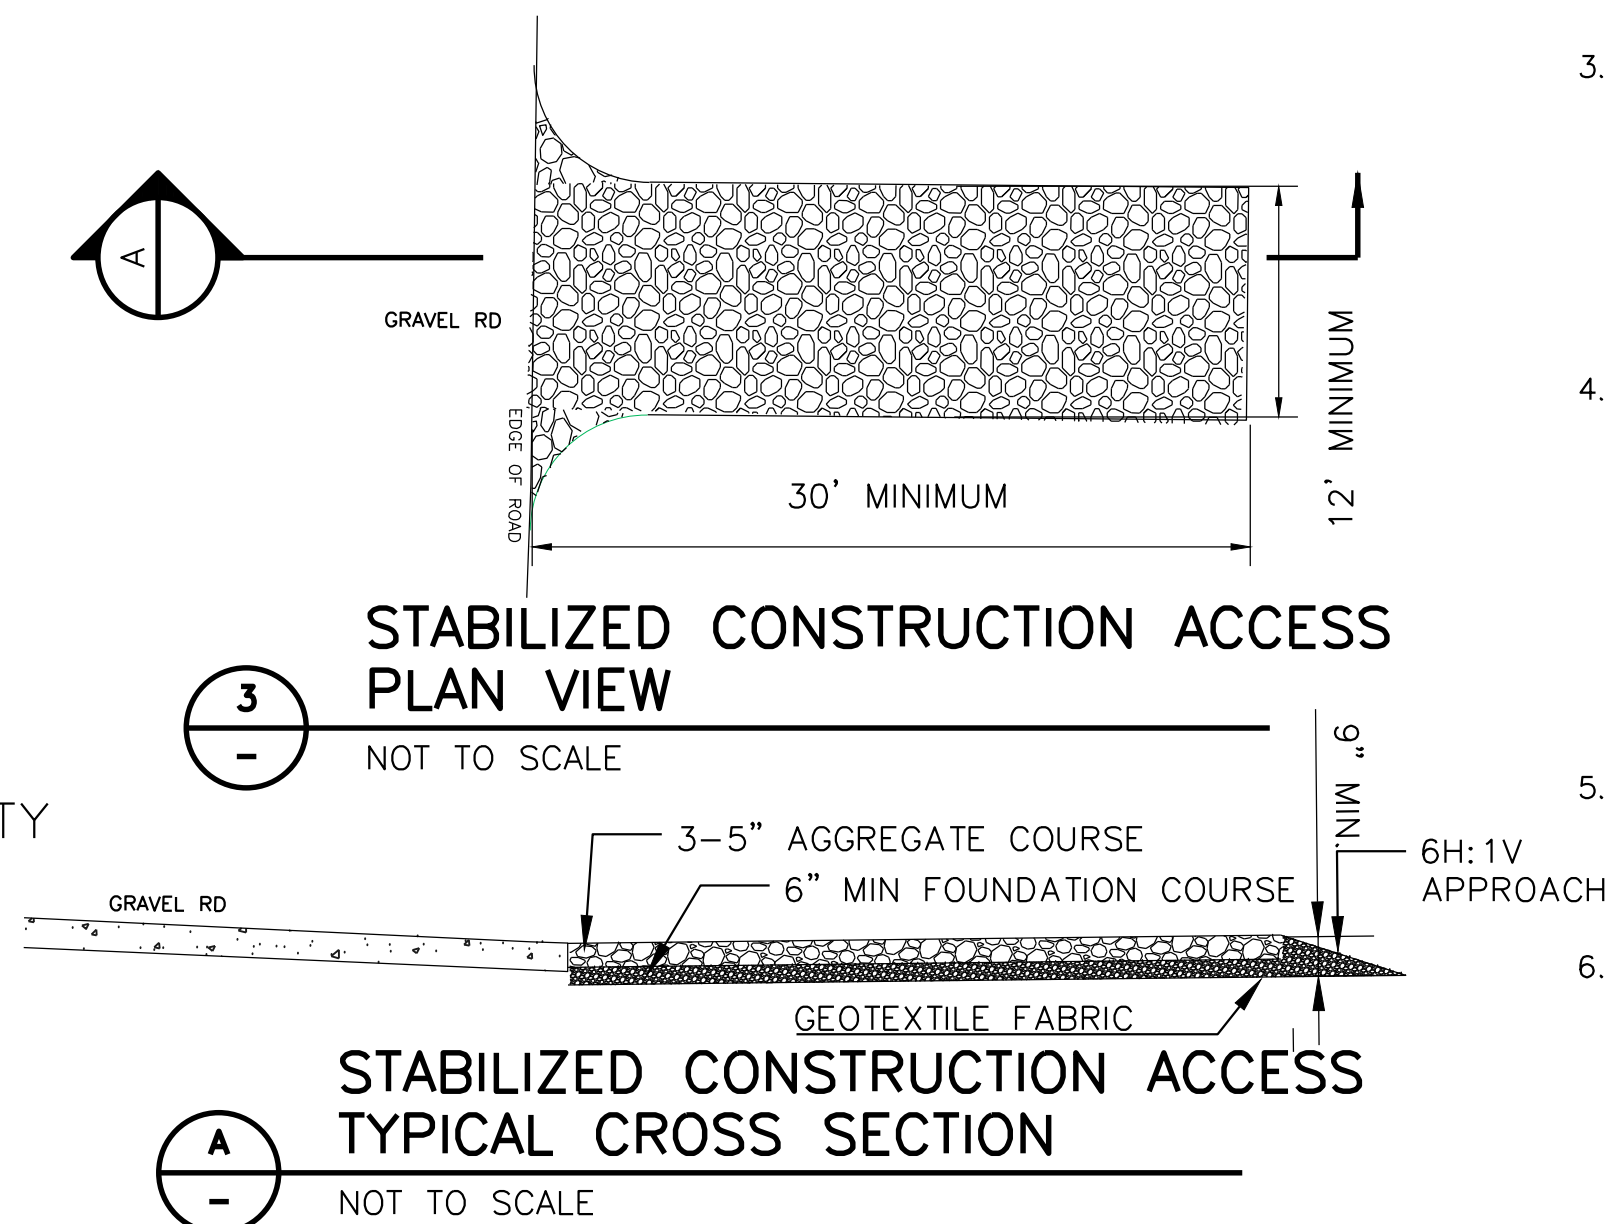 3.
A
GRAVEL RD
EDGE OF ROAD
12' MINIMUM
4.
30' MINIMUM
STABILIZED CONSTRUCTION ACCESS
PLAN VIEW
3
-
NOT TO SCALE
9" MIN.
5.
TY
3-5" AGGREGATE COURSE
6H:1V
APPROACH
6" MIN FOUNDATION COURSE
GRAVEL RD
6.
GEOTEXTILE FABRIC
STABILIZED CONSTRUCTION ACCESS
TYPICAL CROSS SECTION
A
-
NOT TO SCALE